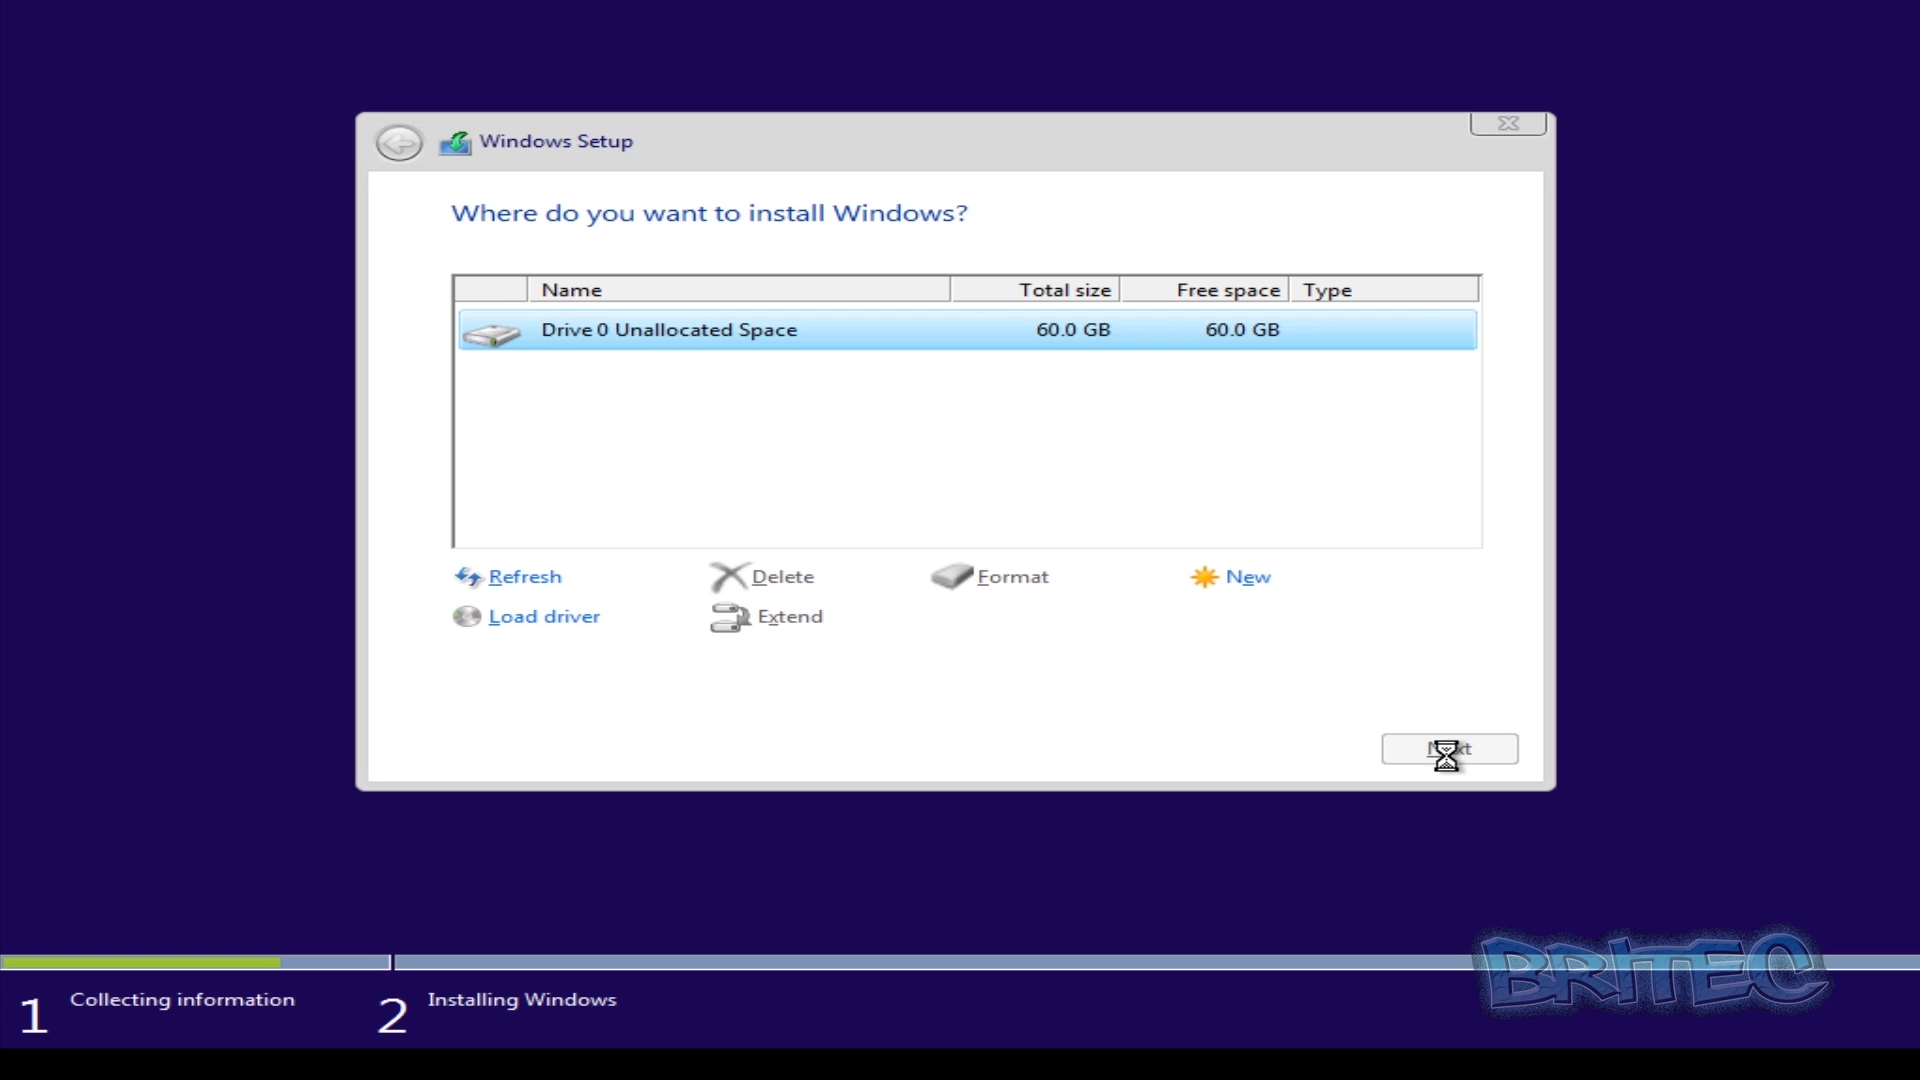 Windows Setup
Where do you want to install Windows?
Name Total size Free space Type
Drive 0 Unallocated Space 60.0 GB 60.0 GB
Refresh Delete Format New
Load driver Extend
BRITEC
1 Collecting information 2 Installing Windows